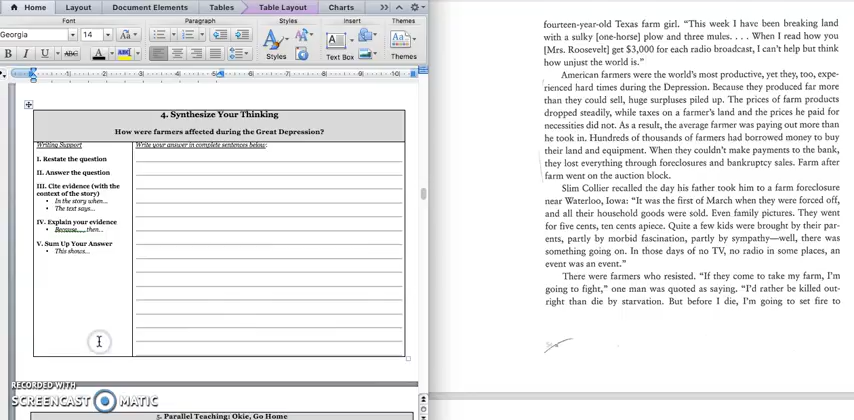 Home
Layout
Document Elements
Tables
Table Layout
Charts
Font
Paragraph
Styles
Insert
Themes
Georgia
14
Aa
B I U ABC
A
Styles
A
Text Box
Aa
Themes
4. Synthesize Your Thinking
How were farmers affected during the Great Depression?
Writing Support
Write your answer in complete sentences below:
I. Restate the question
II. Answer the question
III. Cite evidence (with the
context of the story)
• In the story when...
• The text says...
IV. Explain your evidence
• Because... , then...
V. Sum Up Your Answer
• This shows...
RECORDED WITH
SCREENCAST MATIC
5. Parallel Teaching: Okie, Go Home
fourteen-year-old Texas farm girl. “This week I have been breaking land
with a sulky [one-horse] plow and three mules. . . . When I read how you
[Mrs. Roosevelt] get $3,000 for each radio broadcast, I can’t help but think
how unjust the world is.”
American farmers were the world’s most productive, yet they, too, expe-
rienced hard times during the Depression. Because they produced far more
than they could sell, huge surpluses piled up. The prices of farm products
dropped steadily, while taxes on a farmer’s land and the prices he paid for
necessities did not. As a result, the average farmer was paying out more than
he took in. Hundreds of thousands of farmers had borrowed money to buy
their land and equipment. When they couldn’t make payments to the bank,
they lost everything through foreclosures and bankruptcy sales. Farm after
farm went on the auction block.
Slim Collier recalled the day his father took him to a farm foreclosure
near Waterloo, Iowa: “It was the first of March when they were forced off,
and all their household goods were sold. Even family pictures. They went
for five cents, ten cents apiece. Quite a few kids were brought by their par-
ents, partly by morbid fascination, partly by sympathy—well, there was
something going on. In those days of no TV, no radio in some places, an
event was an event.”
There were farmers who resisted. “If they come to take my farm, I’m
going to fight,” one man was quoted as saying. “I’d rather be killed out-
right than die by starvation. But before I die, I’m going to set fire to